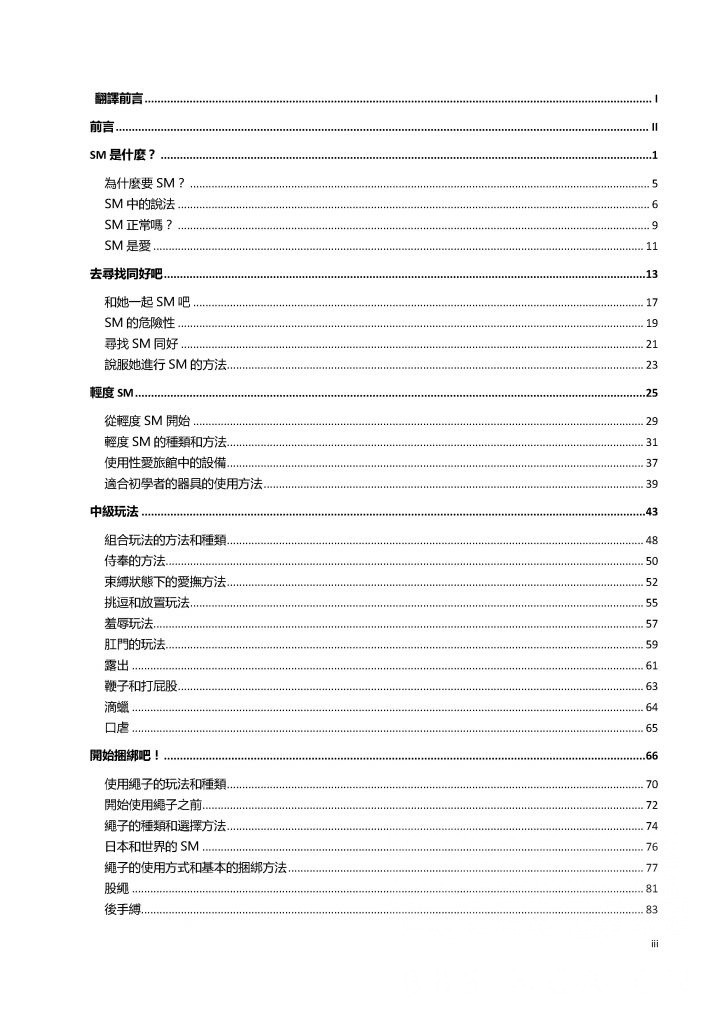 翻譯前言 I
前言 II
SM 是什麼？ 1
為什麼要 SM？ 5
SM 中的說法 6
SM 正常嗎？ 9
SM 是愛 11
去尋找同好吧 13
和她一起 SM 吧 17
SM 的危險性 19
尋找 SM 同好 21
說服她進行 SM 的方法 23
輕度 SM 25
從輕度 SM 開始 29
輕度 SM 的種類和方法 31
使用性愛旅館中的設備 37
適合初學者的器具的使用方法 39
中級玩法 43
組合玩法的方法和種類 48
侍奉的方法 50
束縛狀態下的愛撫方法 52
挑逗和放置玩法 55
羞辱玩法 57
肛門的玩法 59
露出 61
鞭子和打屁股 63
滴蠟 64
口虐 65
開始捆綁吧！ 66
使用繩子的玩法和種類 70
開始使用繩子之前 72
繩子的種類和選擇方法 74
日本和世界的 SM 76
繩子的使用方式和基本的捆綁方法 77
股繩 81
後手縛 83
iii